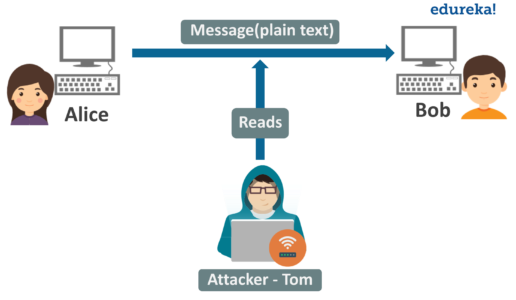 edureka!
Message(plain text)
Alice
Bob
Reads
Attacker - Tom